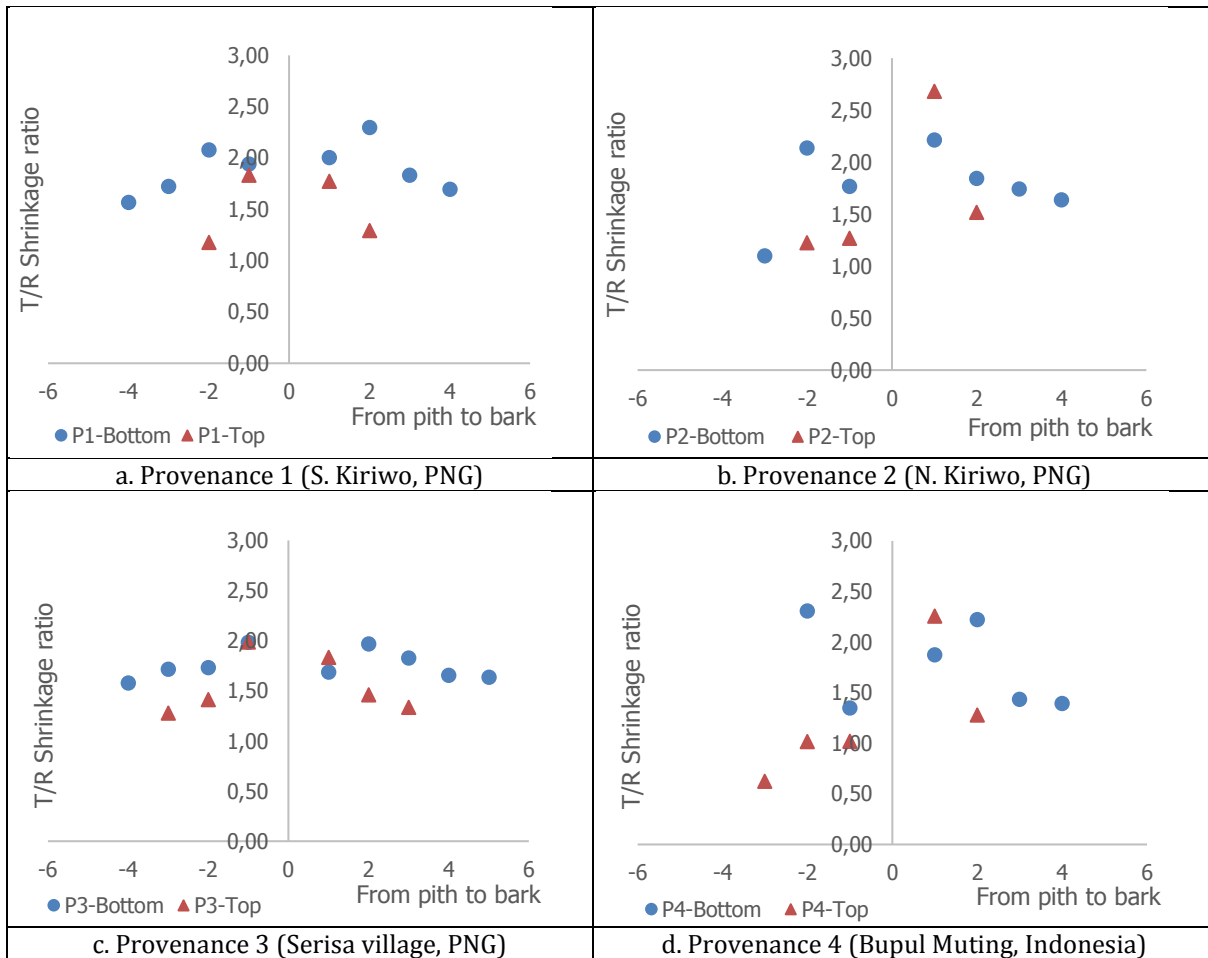 T/R Shrinkage ratio
3,00
2,50
2,00
1,50
1,00
0,50
0,00
-6 -4 -2 0 2 4 6
From pith to bark
P1-Bottom P1-Top
a. Provenance 1 (S. Kiriwo, PNG)
T/R Shrinkage ratio
3,00
2,50
2,00
1,50
1,00
0,50
0,00
-6 -4 -2 0 2 4 6
From pith to bark
P2-Bottom P2-Top
b. Provenance 2 (N. Kiriwo, PNG)
T/R Shrinkage ratio
3,00
2,50
2,00
1,50
1,00
0,50
0,00
-6 -4 -2 0 2 4 6
From pith to bark
P3-Bottom P3-Top
c. Provenance 3 (Serisa village, PNG)
T/R Shrinkage ratio
3,00
2,50
2,00
1,50
1,00
0,50
0,00
-6 -4 -2 0 2 4 6
From pith to bark
P4-Bottom P4-Top
d. Provenance 4 (Bupul Muting, Indonesia)